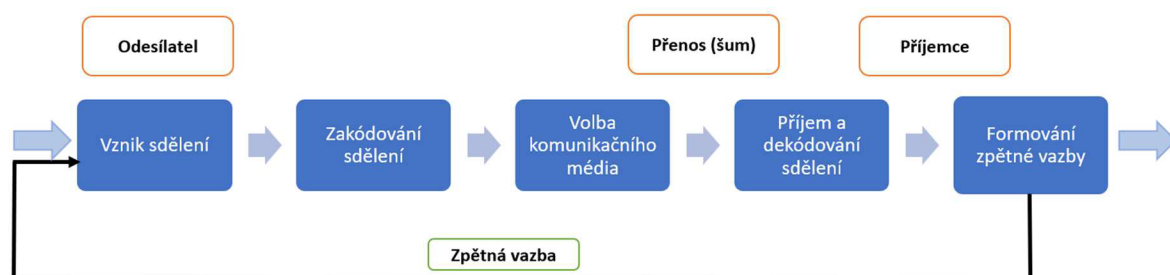 Odesílatel
Přenos (šum)
Příjemce
Vznik sdělení
Zakódování
sdělení
Volba
komunikačního
média
Příjem a
dekódování
sdělení
Formování
zpětné vazby
Zpětná vazba